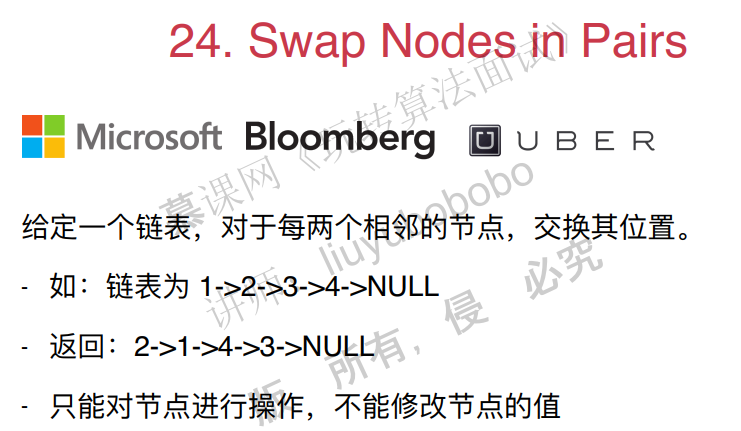 24. Swap Nodes in Pairs
Microsoft Bloomberg UBER
给定一个链表，对于每两个相邻的节点，交换其位置。
- 如：链表为 1->2->3->4->NULL
- 返回：2->1->4->3->NULL
- 只能对节点进行操作，不能修改节点的值
慕课网《玩转算法面试》
讲师 liuyubobobo
版 所有，侵 必究